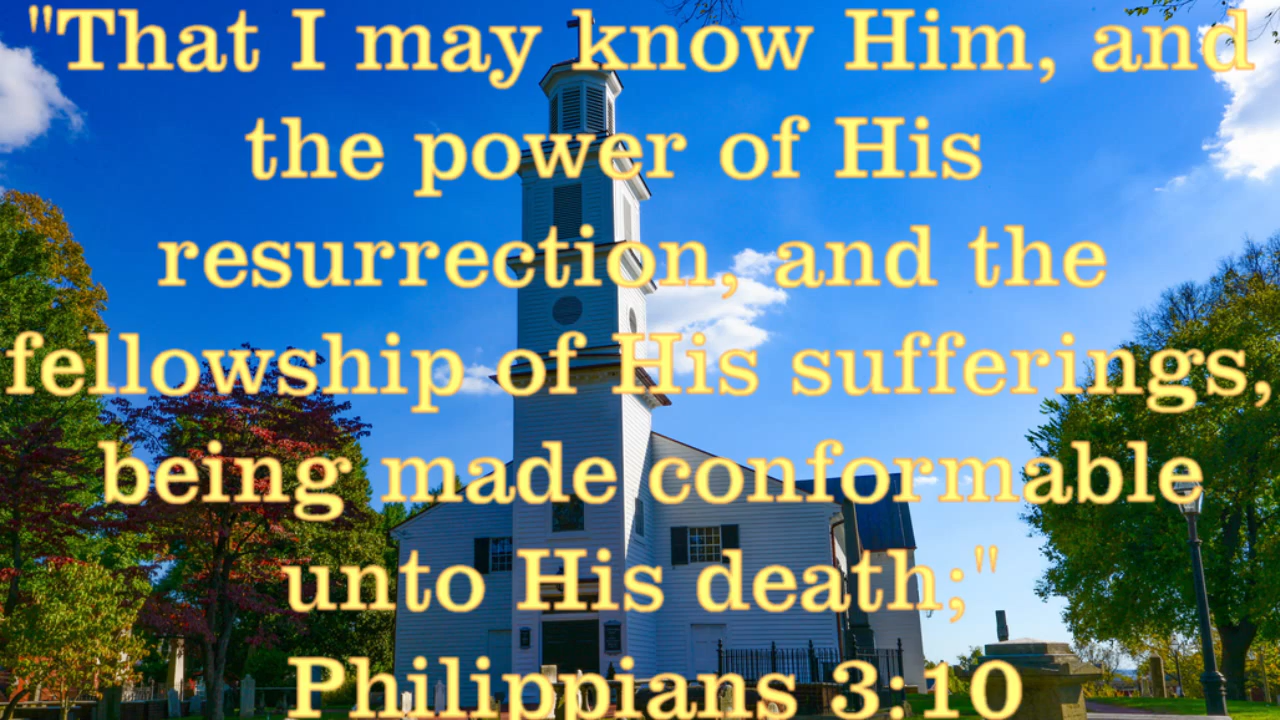 "That I may know Him, and
the power of His
resurrection, and the
fellowship of His sufferings,
being made conformable
unto His death;"
Philippians 3:10